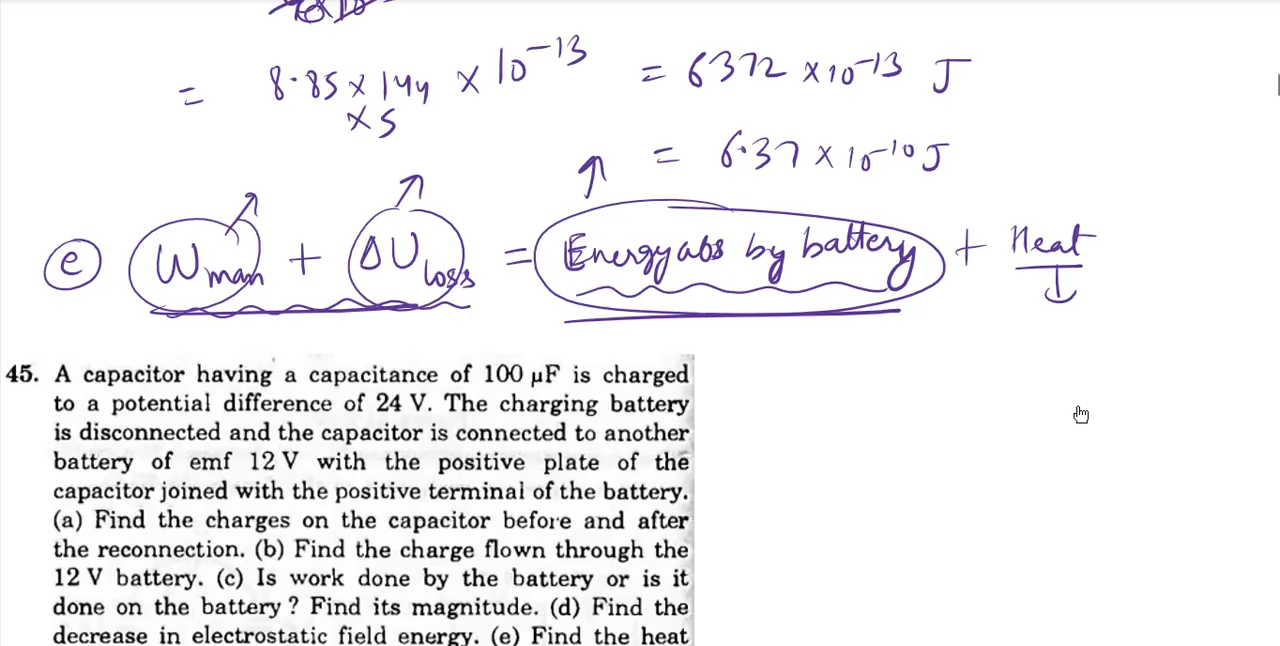 = 8.85 × 144 × 10⁻¹³ = 6372 × 10⁻¹³ J
× 5
= 6.37 × 10⁻¹⁰ J
(e) W man + ΔU loss = Energy abs by battery + Heat
45. A capacitor having a capacitance of 100 µF is charged
to a potential difference of 24 V. The charging battery
is disconnected and the capacitor is connected to another
battery of emf 12 V with the positive plate of the
capacitor joined with the positive terminal of the battery.
(a) Find the charges on the capacitor before and after
the reconnection. (b) Find the charge flown through the
12 V battery. (c) Is work done by the battery or is it
done on the battery ? Find its magnitude. (d) Find the
decrease in electrostatic field energy. (e) Find the heat